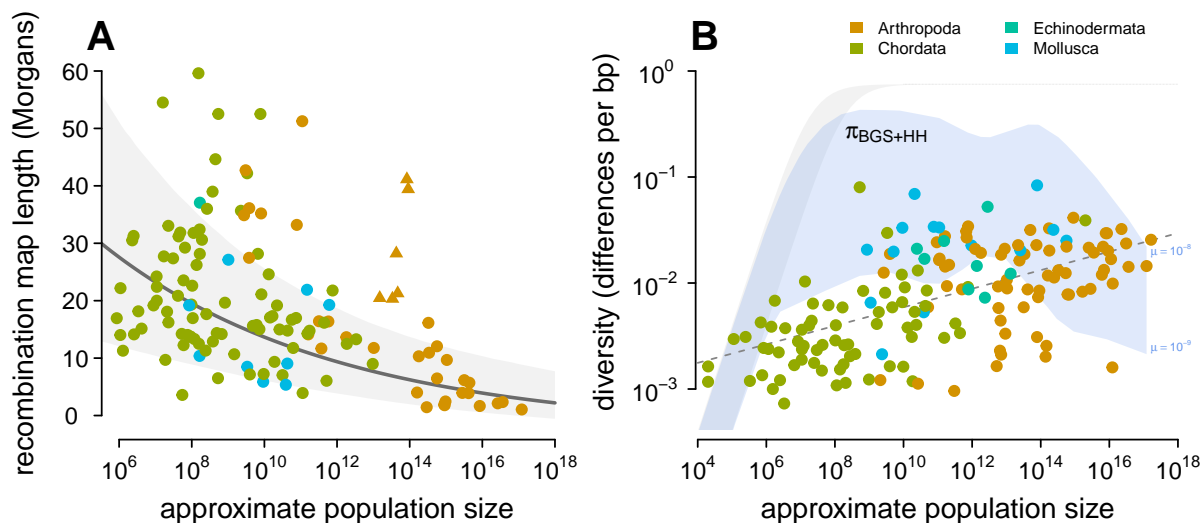 A
recombination map length (Morgans)
60
50
40
30
20
10
0
10^6 10^8 10^10 10^12 10^14 10^16 10^18
approximate population size
B
Arthropoda
Chordata
Echinodermata
Mollusca
diversity (differences per bp)
10^0
10^−1
10^−2
10^−3
π_BGS+HH
μ = 10^−8
μ = 10^−9
10^4 10^6 10^8 10^10 10^12 10^14 10^16 10^18
approximate population size